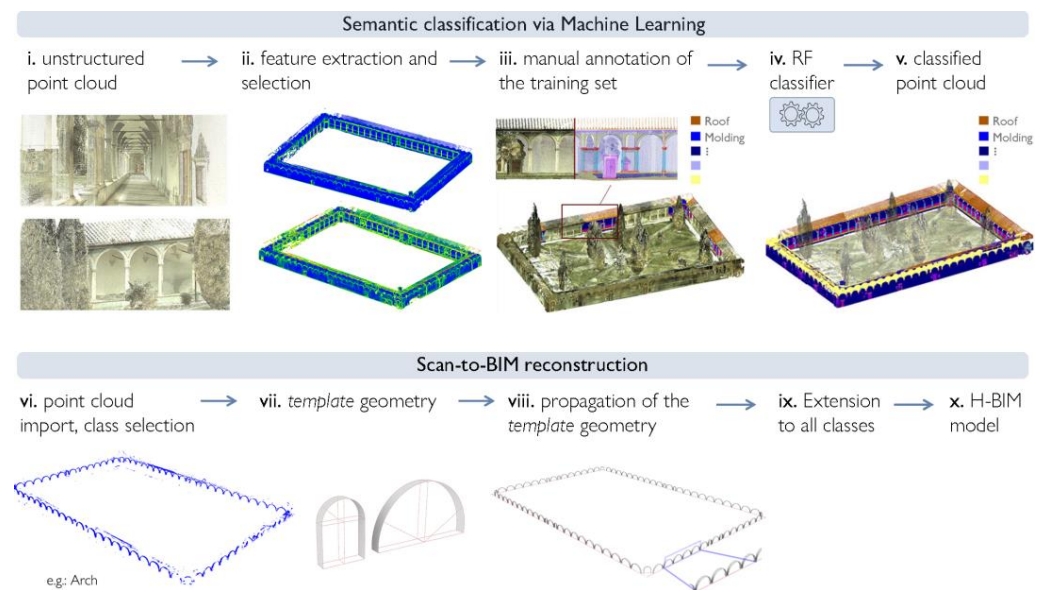 Semantic classification via Machine Learning
i. unstructured
point cloud
ii. feature extraction and
selection
iii. manual annotation of
the training set
iv. RF
classifier
v. classified
point cloud
Roof
Molding
⋮
Roof
Molding
⋮
Scan-to-BIM reconstruction
vi. point cloud
import, class selection
vii. template geometry
viii. propagation of the
template geometry
ix. Extension
to all classes
x. H-BIM
model
e.g.: Arch